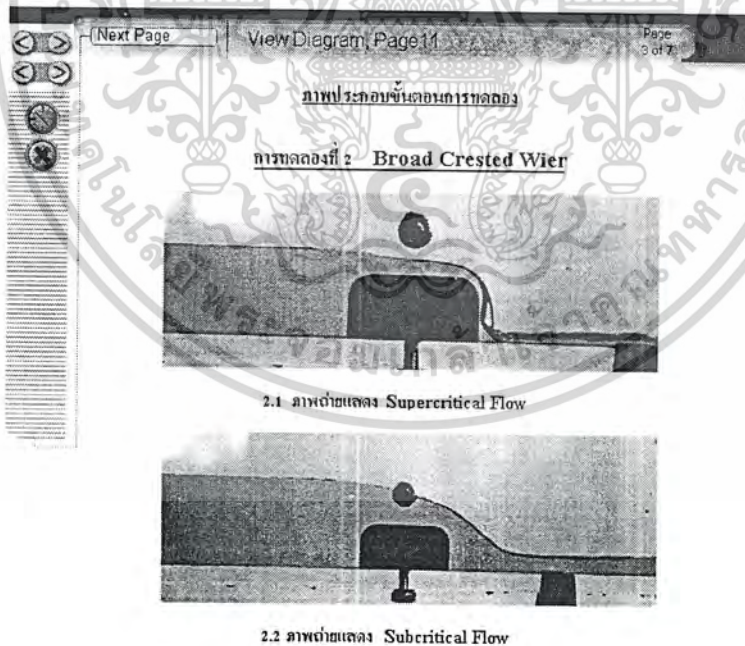 Next Page
View Diagram, Page11
Page
3 of 7
ภาพประกอบขั้นตอนการทดลอง
การทดลองที่ 2 Broad Crested Wier
2.1 ภาพถ่ายแสดง Supercritical Flow
2.2 ภาพถ่ายแสดง Subcritical Flow